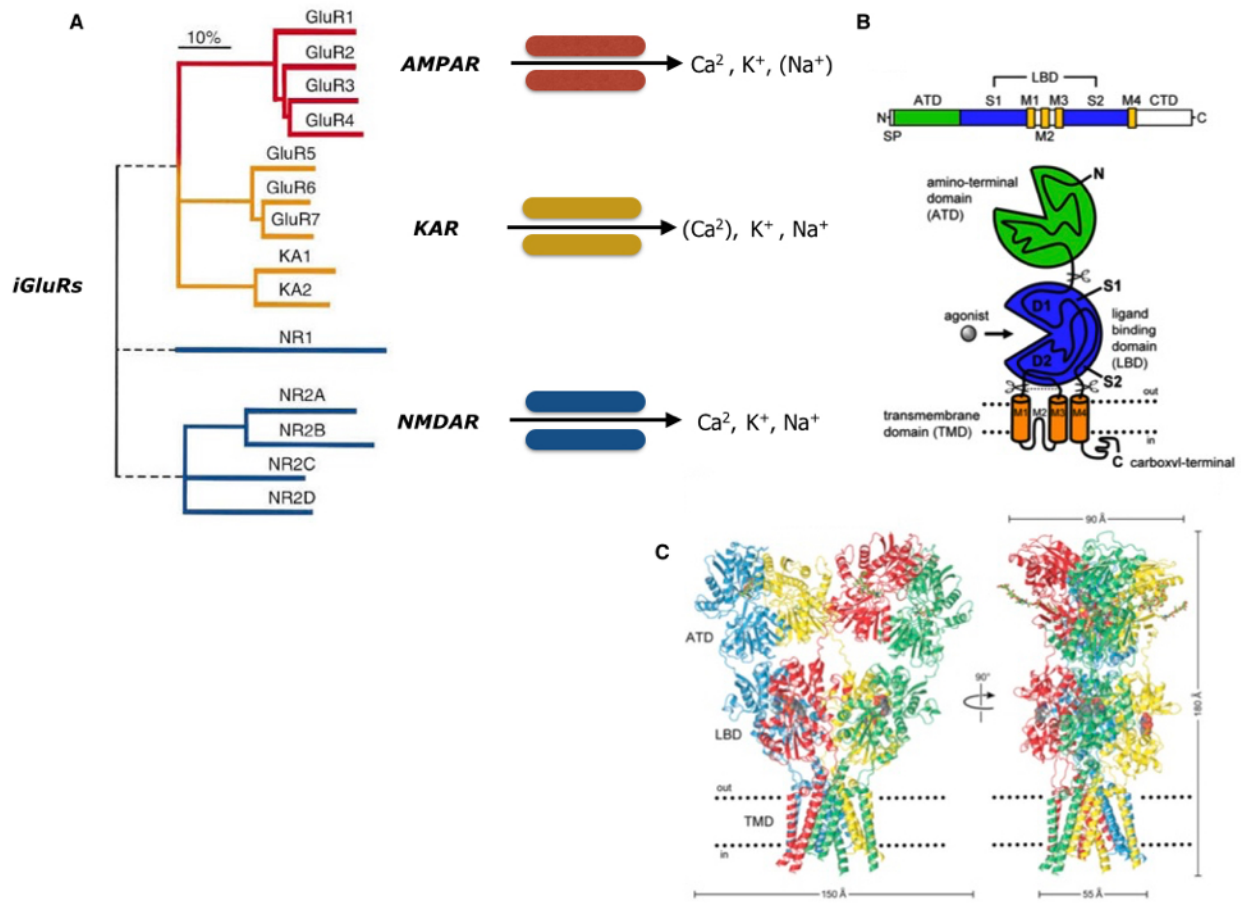 A
10%
GluR1
GluR2
GluR3
GluR4
GluR5
GluR6
GluR7
KA1
KA2
NR1
NR2A
NR2B
NR2C
NR2D
iGluRs
AMPAR
Ca², K⁺, (Na⁺)
KAR
(Ca²), K⁺, Na⁺
NMDAR
Ca², K⁺, Na⁺
B
LBD
ATD S1 M1 M3 S2 M4 CTD
N C
SP M2
N
amino-terminal
domain
(ATD)
S1
D1
agonist
ligand
binding
domain
(LBD)
D2
S2
out
M1 M2 M3 M4
transmembrane
domain (TMD)
in
C carboxyl-terminal
C
90 Å
ATD
90°
180 Å
LBD
out
TMD
in
150 Å
55 Å